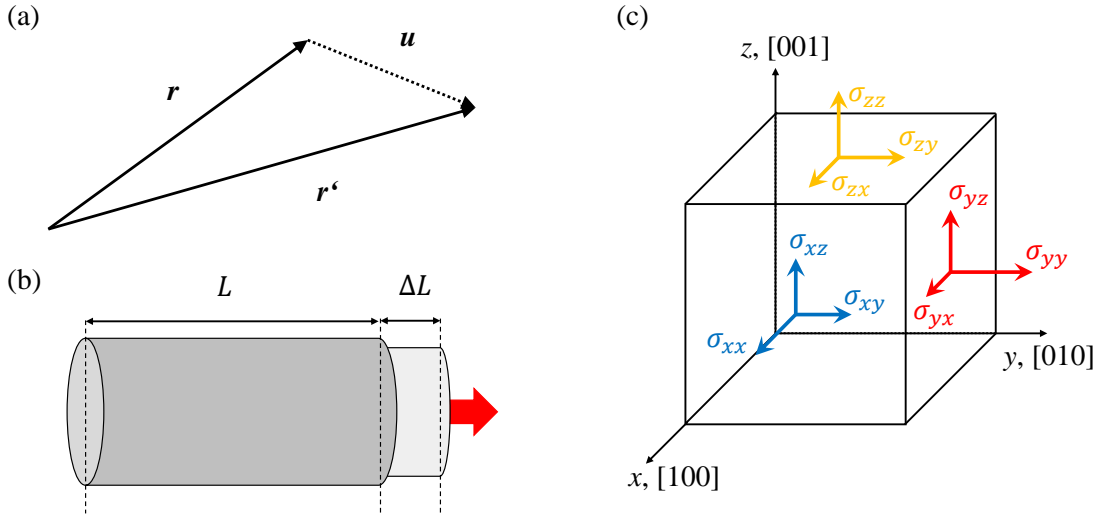 (a)
r
u
r‘
(b)
L
ΔL
(c)
z, [001]
σzz
σzy
σzx
σyz
σyy
σyx
σxz
σxy
σxx
y, [010]
x, [100]